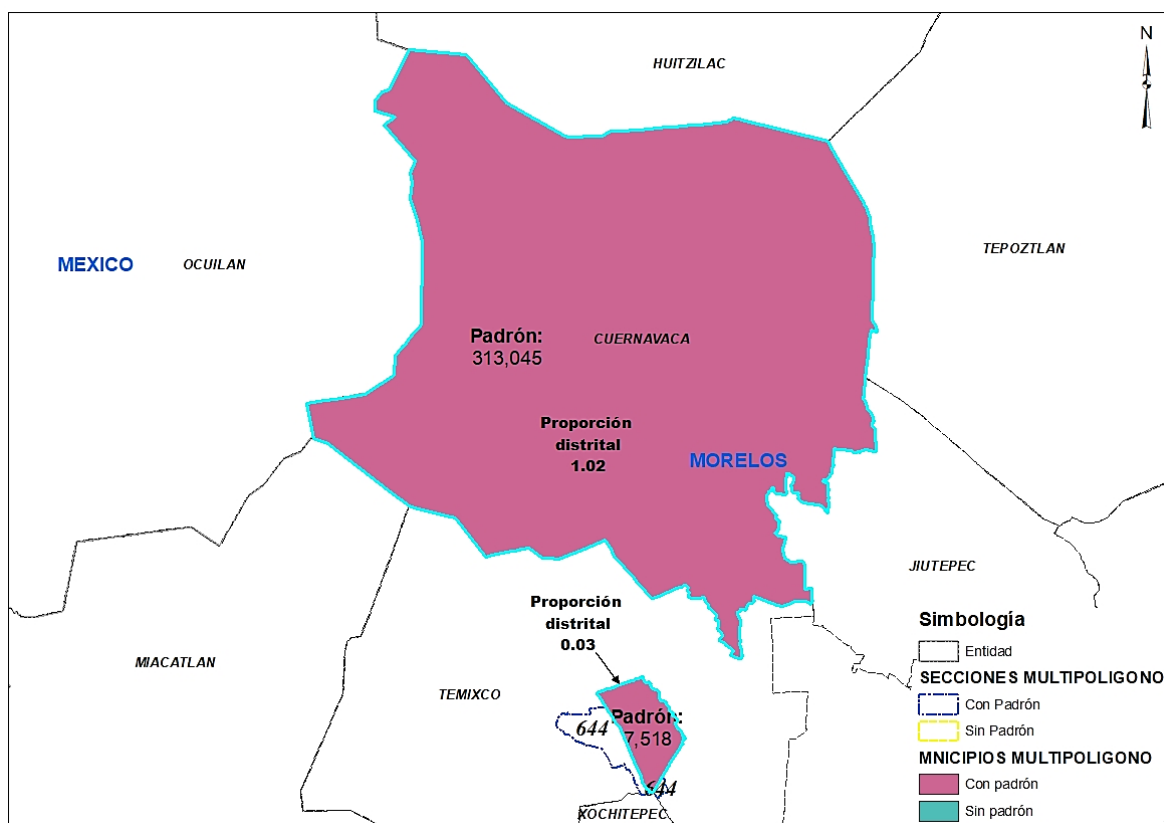 N
HUITZILAC
TEPOZTLAN
MEXICO
OCUILAN
Padrón:
313,045
CUERNAVACA
Proporción
distrital
1.02
MORELOS
JIUTEPEC
Proporción
distrital
0.03
MIACATLAN
TEMIXCO
644
Padrón:
7,518
644
XOCHITEPEC
Simbología
Entidad
SECCIONES MULTIPOLIGONO
Con Padrón
Sin Padrón
MNICIPIOS MULTIPOLIGONO
Con padrón
Sin padrón